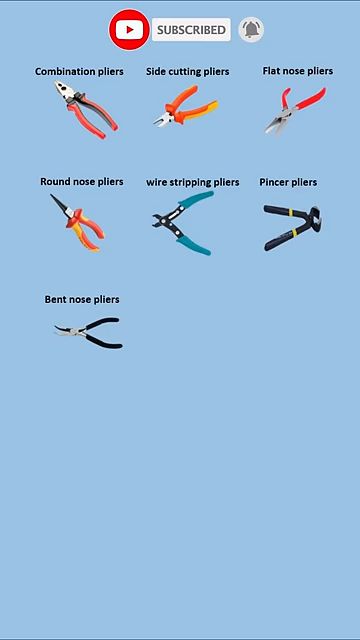 SUBSCRIBED
Combination pliers
Side cutting pliers
Flat nose pliers
Round nose pliers
wire stripping pliers
Pincer pliers
Bent nose pliers